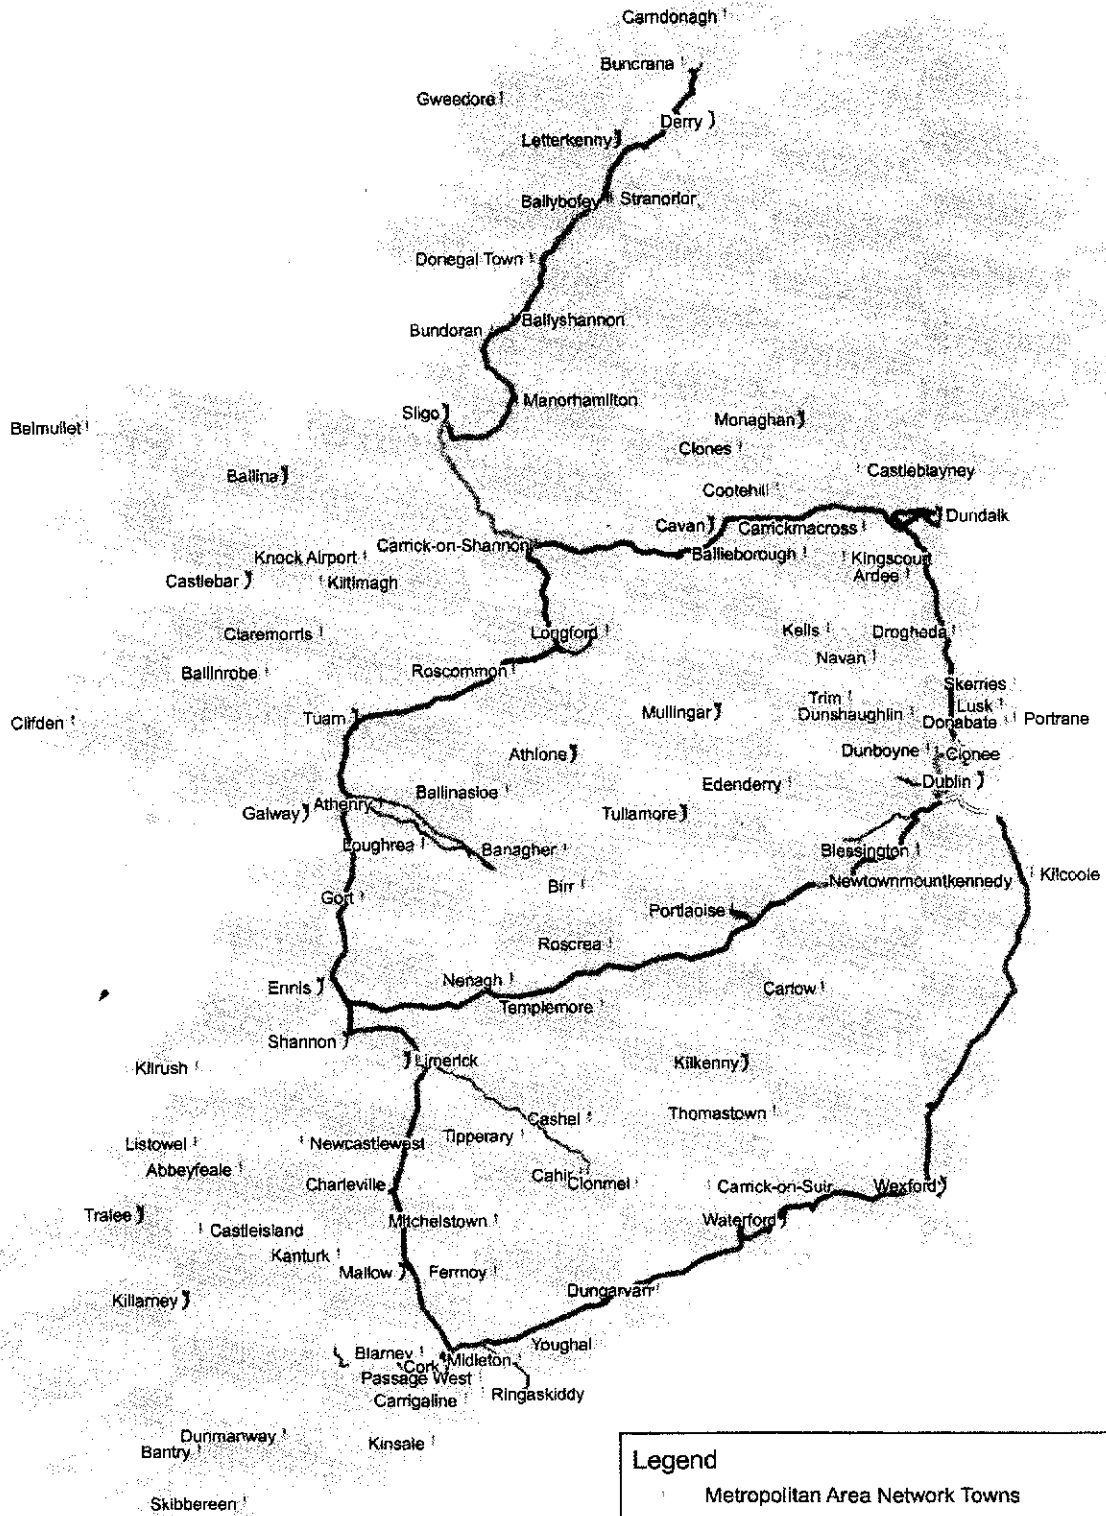 Carndonagh
Buncrana
Gweedore
Derry
Letterkenny
Ballybofey Stranorlar
Donegal Town
Ballyshannon
Bundoran
Manorhamilton
Sligo
Monaghan
Belmullet
Clones
Castleblayney
Ballina
Cootehill
Dundalk
Cavan
Carrickmacross
Carrick-on-Shannon
Ballieborough
Knock Airport
Kingscourt
Castlebar
Kiltimagh
Ardee
Claremorris
Longford
Kells
Drogheda
Navan
Ballinrobe
Roscommon
Skerries
Trim
Lusk
Clifden
Tuam
Mullingar
Dunshaughlin
Donabate
Portrane
Athlone
Dunboyne
Clonee
Edenderry
Dublin
Ballinasloe
Athenry
Galway
Tullamore
Loughrea
Banagher
Blessington
Birr
Newtownmountkennedy
Kilcoole
Gort
Portlaoise
Roscrea
Ennis
Nenagh
Carlow
Templemore
Shannon
Limerick
Kilkenny
Kilrush
Cashel
Thomastown
Listowel
Newcastlewest
Tipperary
Abbeyfeale
Cahir
Clonmel
Charleville
Carrick-on-Suir
Wexford
Tralee
Mitchelstown
Waterford
Castleisland
Kanturk
Mallow
Fermoy
Dungarvan
Killarney
Youghal
Blarney
Cork
Midleton
Passage West
Ringaskiddy
Carrigaline
Dunmanway
Kinsale
Bantry
Skibbereen
Legend
Metropolitan Area Network Towns